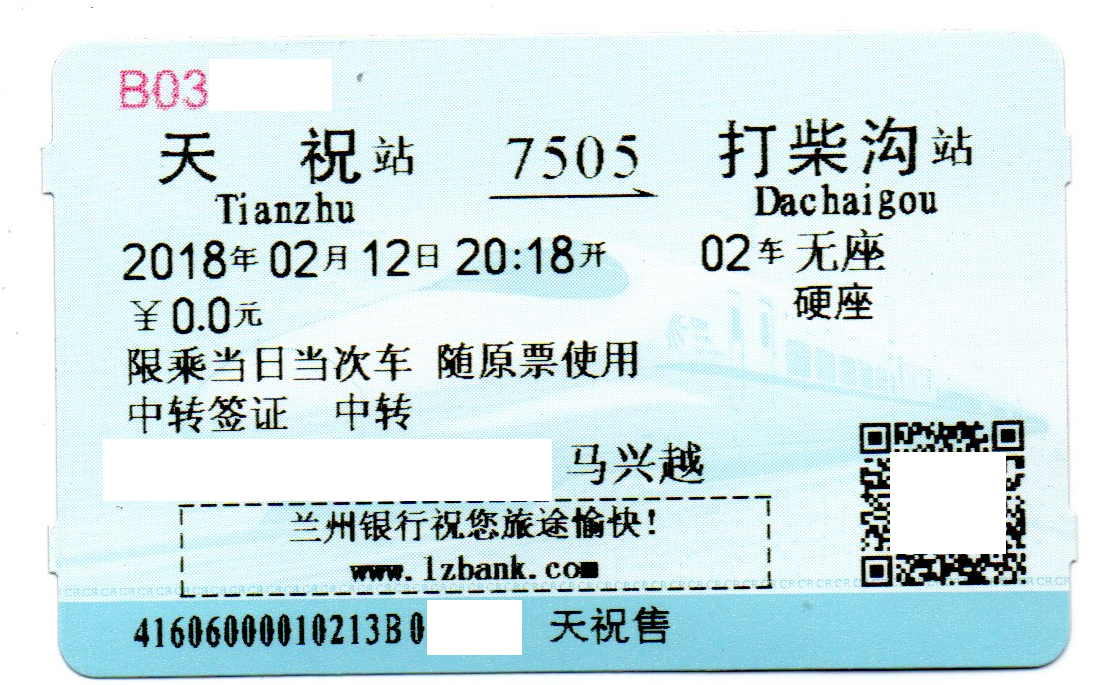 B03
天祝站 7505 打柴沟站
Tianzhu Dachaigou
2018年02月12日20:18开 02车无座
￥0.0元 硬座
限乘当日当次车 随原票使用
中转签证 中转
马兴越
兰州银行祝您旅途愉快！
www.lzbank.com
41606000010213B0 天祝售